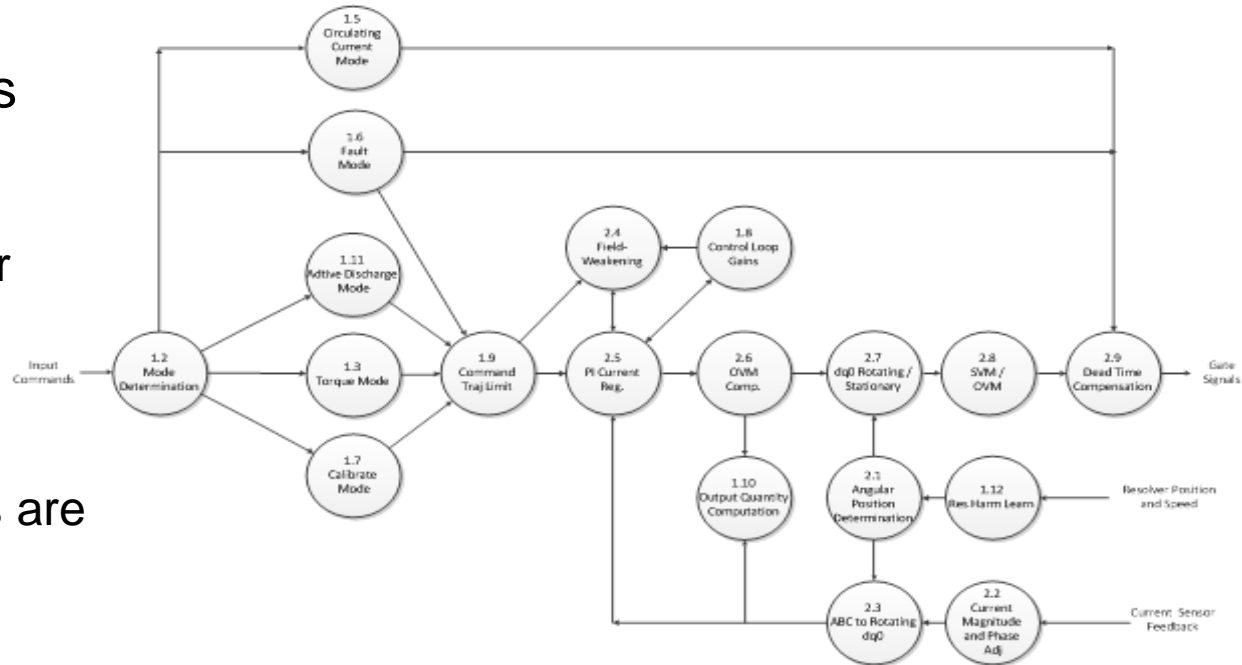 s
r
s are
1.5
Circulating
Current
Mode
1.6
Fault
Mode
1.11
Adtive Discharge
Mode
2.4
Field-
Weakening
1.8
Control Loop
Gains
Input
Commands
1.2
Mode
Determination
1.3
Torque Mode
1.9
Command
Traj Limit
2.5
PI Current
Reg.
2.6
OVM
Comp.
2.7
dq0 Rotating /
Stationary
2.8
SVM /
OVM
2.9
Dead Time
Compensation
Gate
Signals
1.7
Calibrate
Mode
1.10
Output Quantity
Computation
2.1
Angular
Position
Determination
1.12
Res Harm Learn
Resolver Position
and Speed
2.3
ABC to Rotating
dq0
2.2
Current
Magnitude
and Phase
Adj
Current Sensor
Feedback